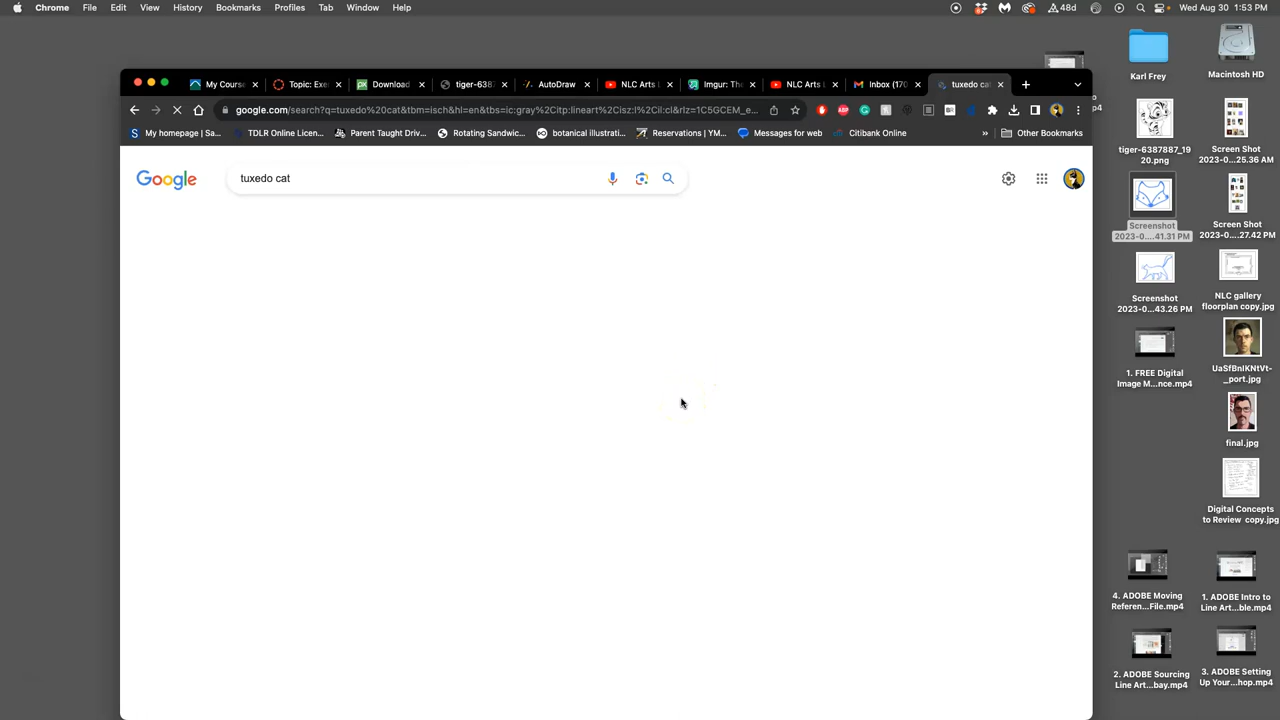 Chrome File Edit View History Bookmarks Profiles Tab Window Help 48d Wed Aug 30 1:53 PM
My Course Topic: Exer Download tiger-6387 AutoDraw NLC Arts Imgur: The NLC Arts Inbox (170 tuxedo cat
google.com/search?q=tuxedo%20cat&tbm=isch&hl=en&tbs=ic:gray%2Citp:lineart%2Cisz:l%2Cil:cl&rlz=1C5GCEM_e...
My homepage | Sa... TDLR Online Licen... Parent Taught Driv... Rotating Sandwic... botanical illustrati... Reservations | YM... Messages for web Citibank Online » Other Bookmarks
Google tuxedo cat
Karl Frey
Macintosh HD
tiger-6387887_19
20.png
Screen Shot
2023-0...25.36 AM
Screenshot
2023-0....41.31 PM
Screen Shot
2023-0....27.42 PM
Screenshot
2023-0...43.26 PM
NLC gallery
floorplan copy.jpg
1. FREE Digital
Image M...nce.mp4
UaSfBnIKNtVt-
_port.jpg
final.jpg
Digital Concepts
to Review copy.jpg
4. ADOBE Moving
Referen...File.mp4
1. ADOBE Intro to
Line Art...ble.mp4
2. ADOBE Sourcing
Line Art...bay.mp4
3. ADOBE Setting
Up Your...hop.mp4